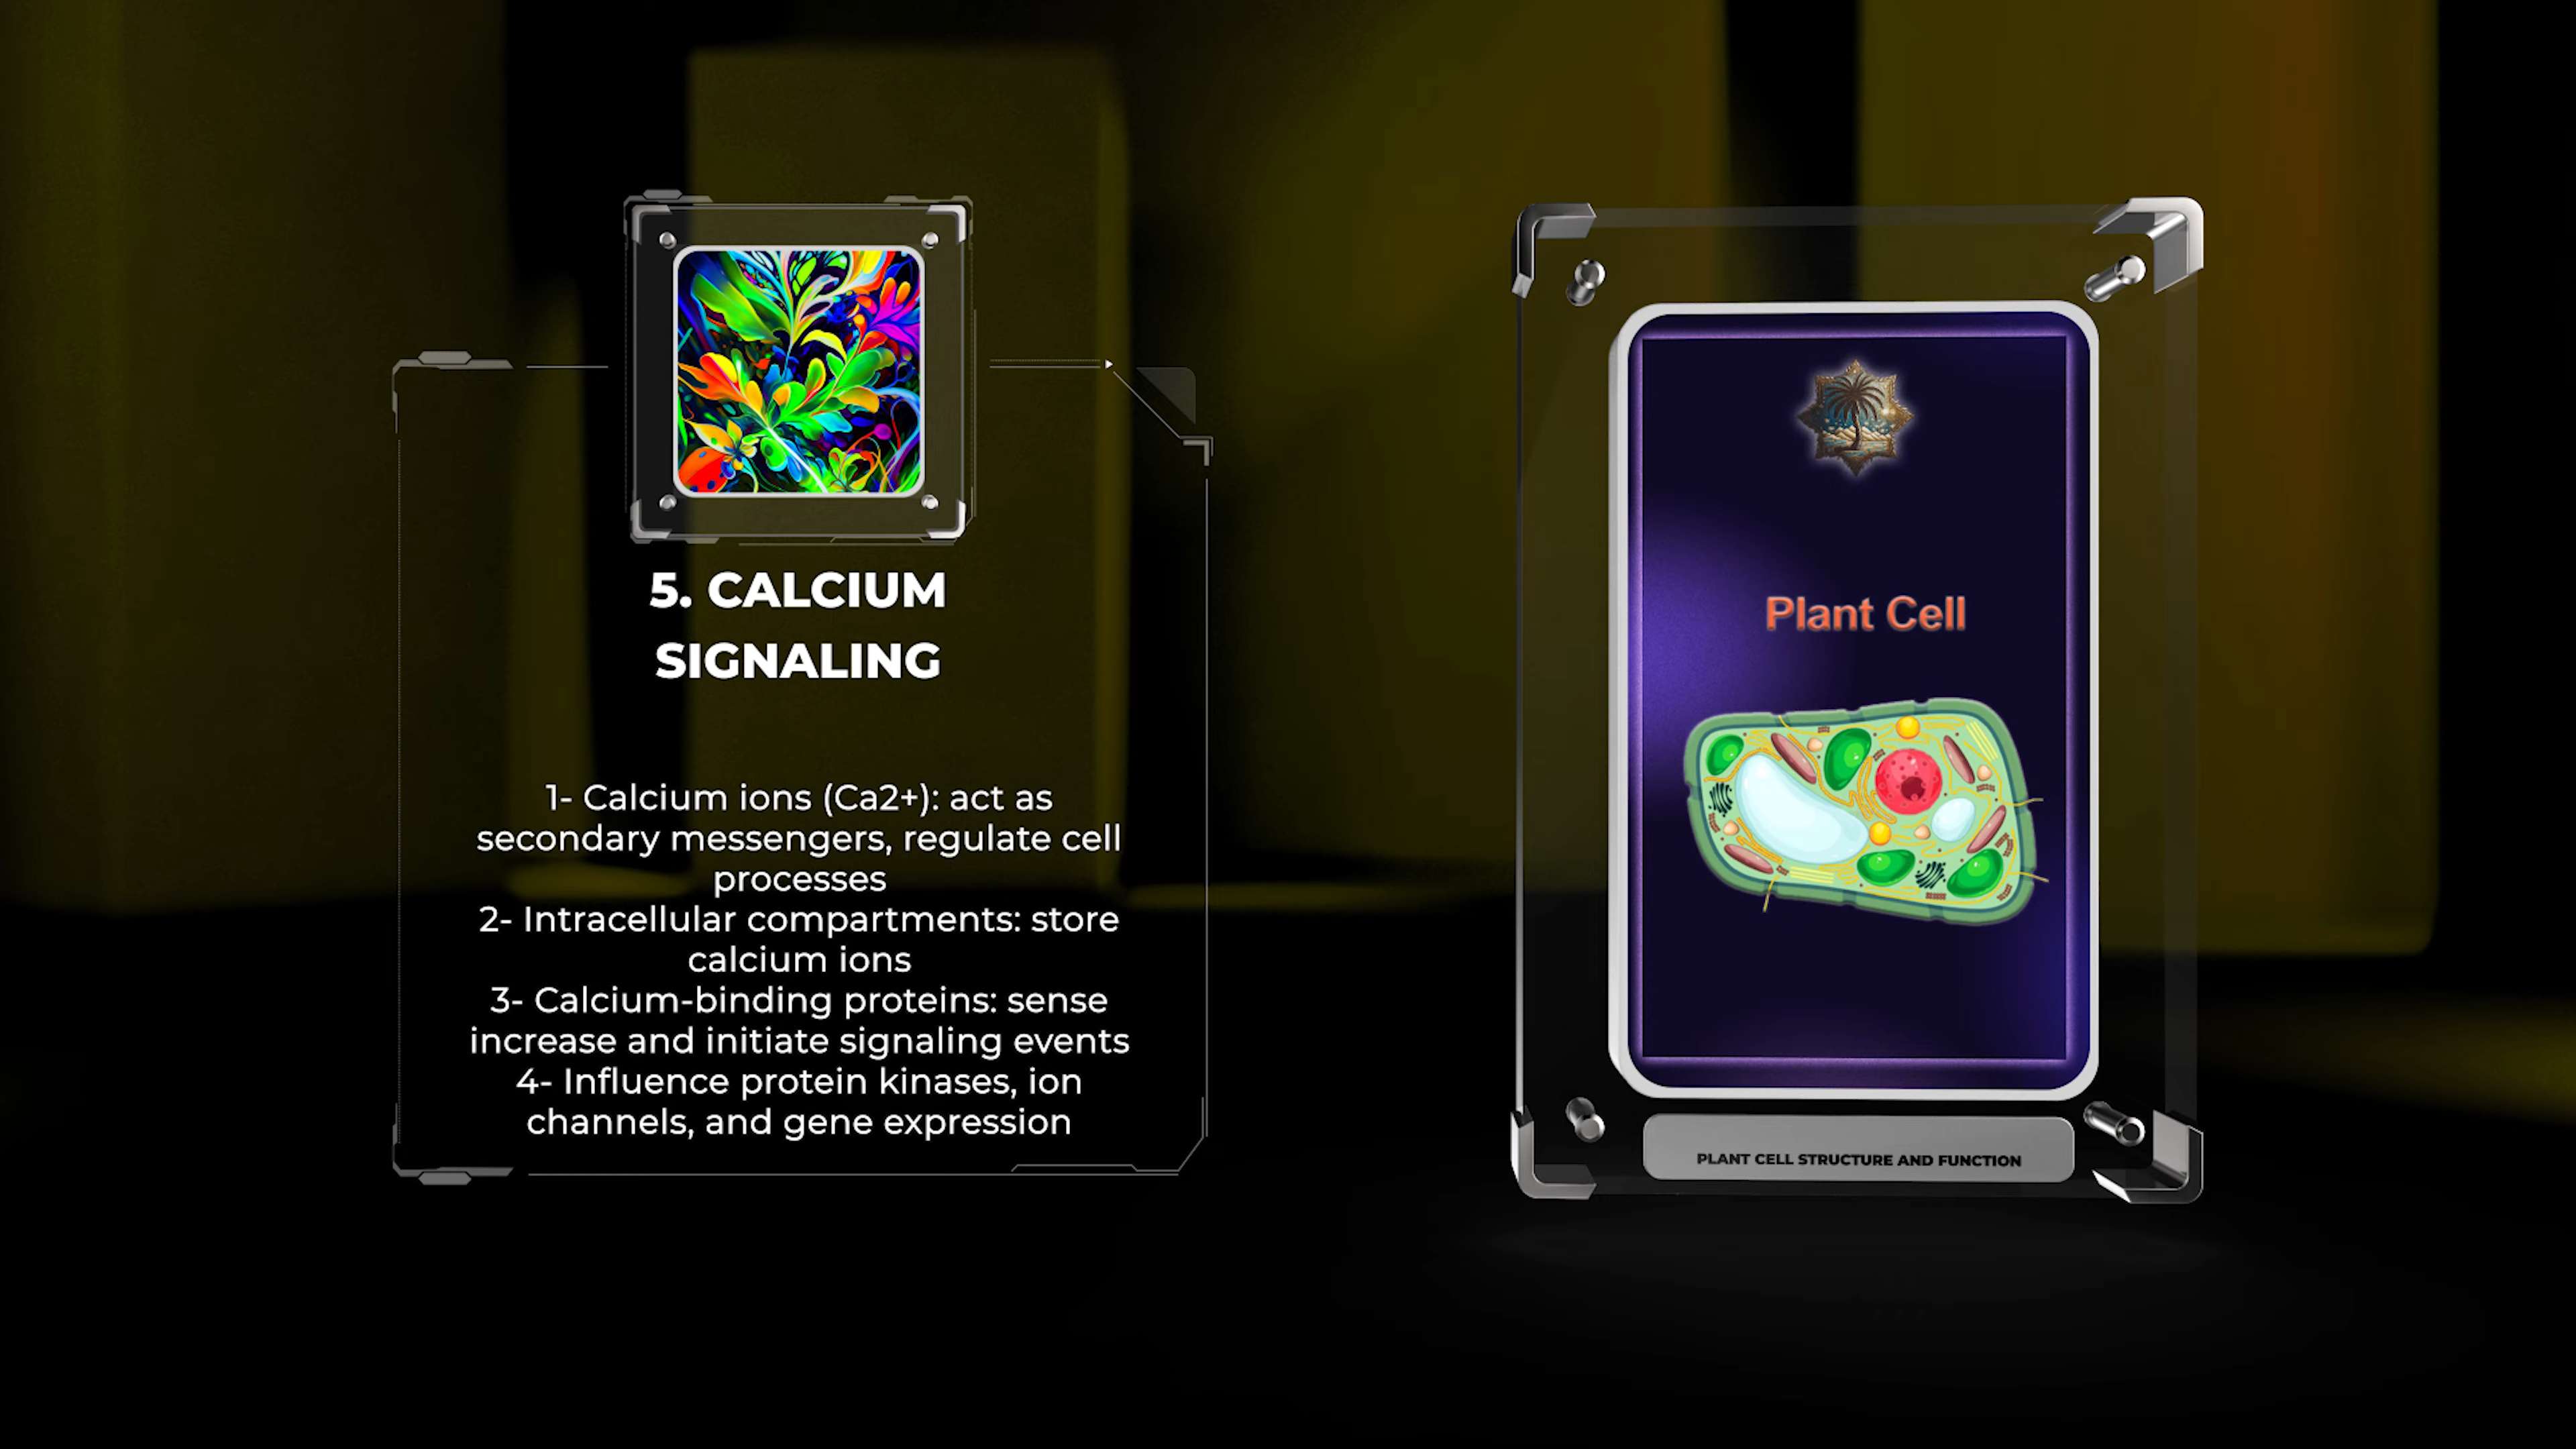 5. CALCIUM
SIGNALING
1- Calcium ions (Ca2+): act as
secondary messengers, regulate cell
processes
2- Intracellular compartments: store
calcium ions
3- Calcium-binding proteins: sense
increase and initiate signaling events
4- Influence protein kinases, ion
channels, and gene expression
Plant Cell
PLANT CELL STRUCTURE AND FUNCTION